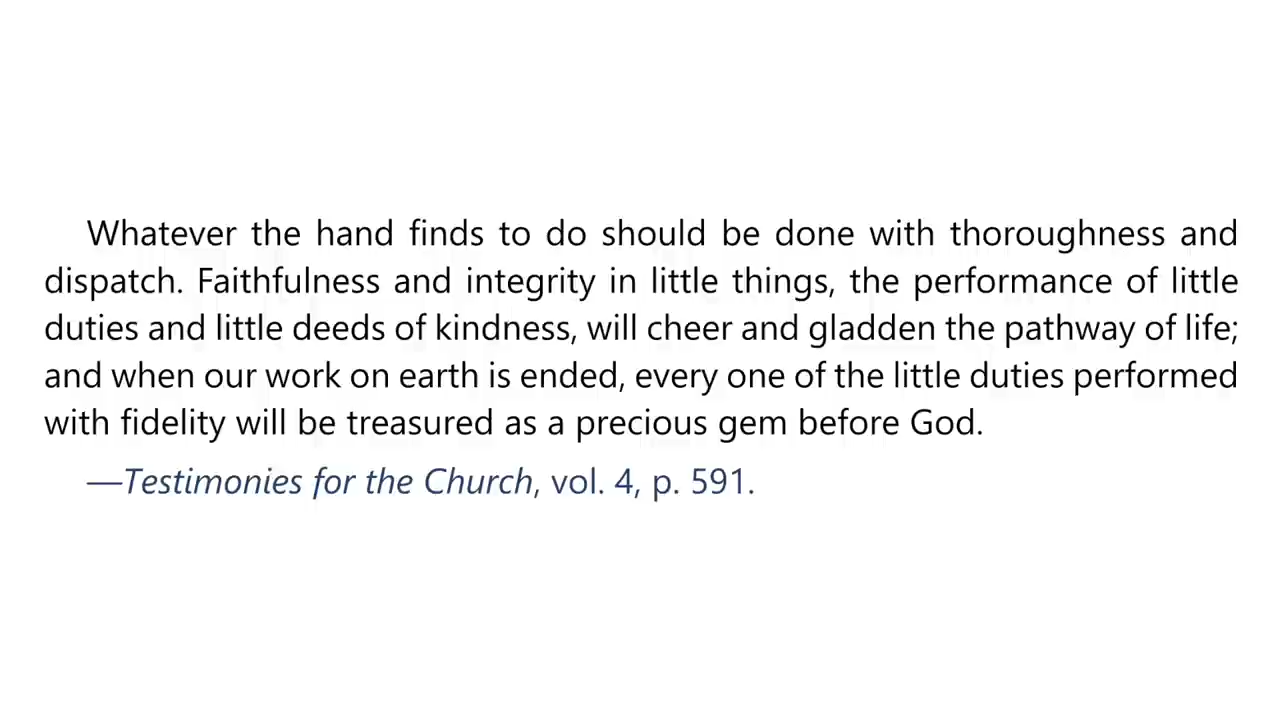 Whatever the hand finds to do should be done with thoroughness and
dispatch. Faithfulness and integrity in little things, the performance of little
duties and little deeds of kindness, will cheer and gladden the pathway of life;
and when our work on earth is ended, every one of the little duties performed
with fidelity will be treasured as a precious gem before God.
—Testimonies for the Church, vol. 4, p. 591.